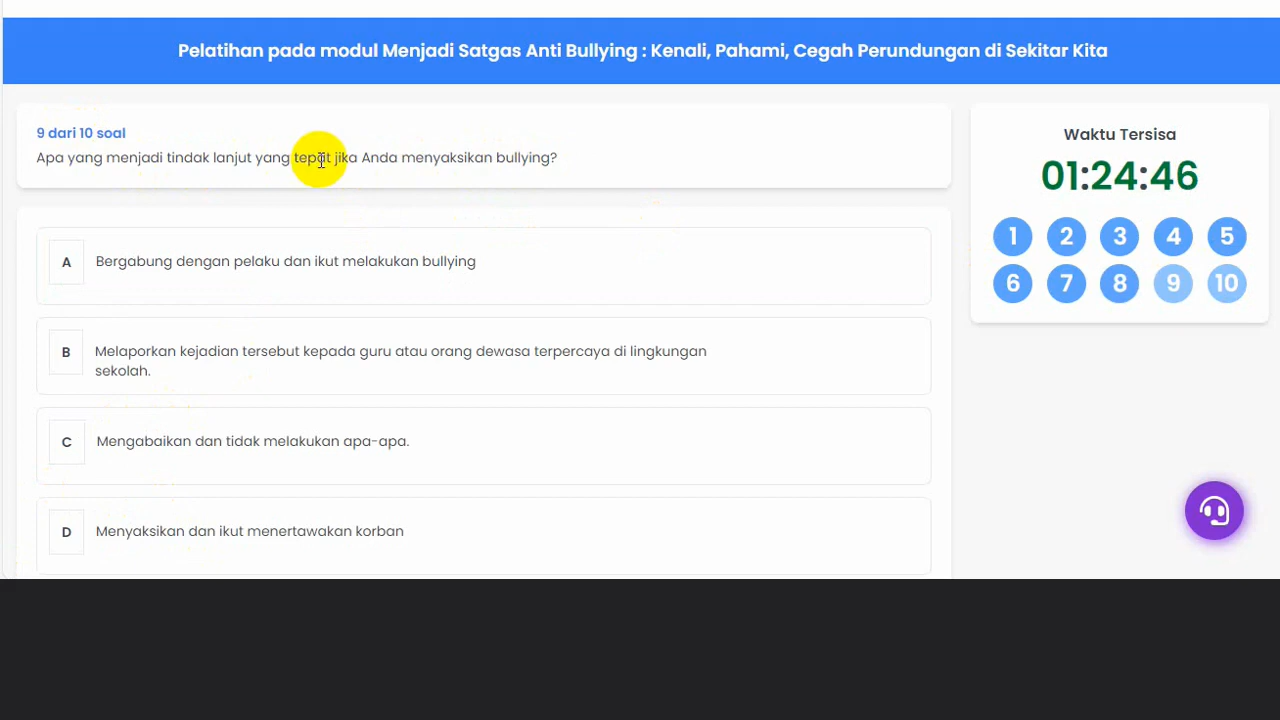 Pelatihan pada modul Menjadi Satgas Anti Bullying : Kenali, Pahami, Cegah Perundungan di Sekitar Kita
9 dari 10 soal
Apa yang menjadi tindak lanjut yang tepat jika Anda menyaksikan bullying?
A Bergabung dengan pelaku dan ikut melakukan bullying
B Melaporkan kejadian tersebut kepada guru atau orang dewasa terpercaya di lingkungan
sekolah.
C Mengabaikan dan tidak melakukan apa-apa.
D Menyaksikan dan ikut menertawakan korban
Waktu Tersisa
01:24:46
1 2 3 4 5
6 7 8 9 10